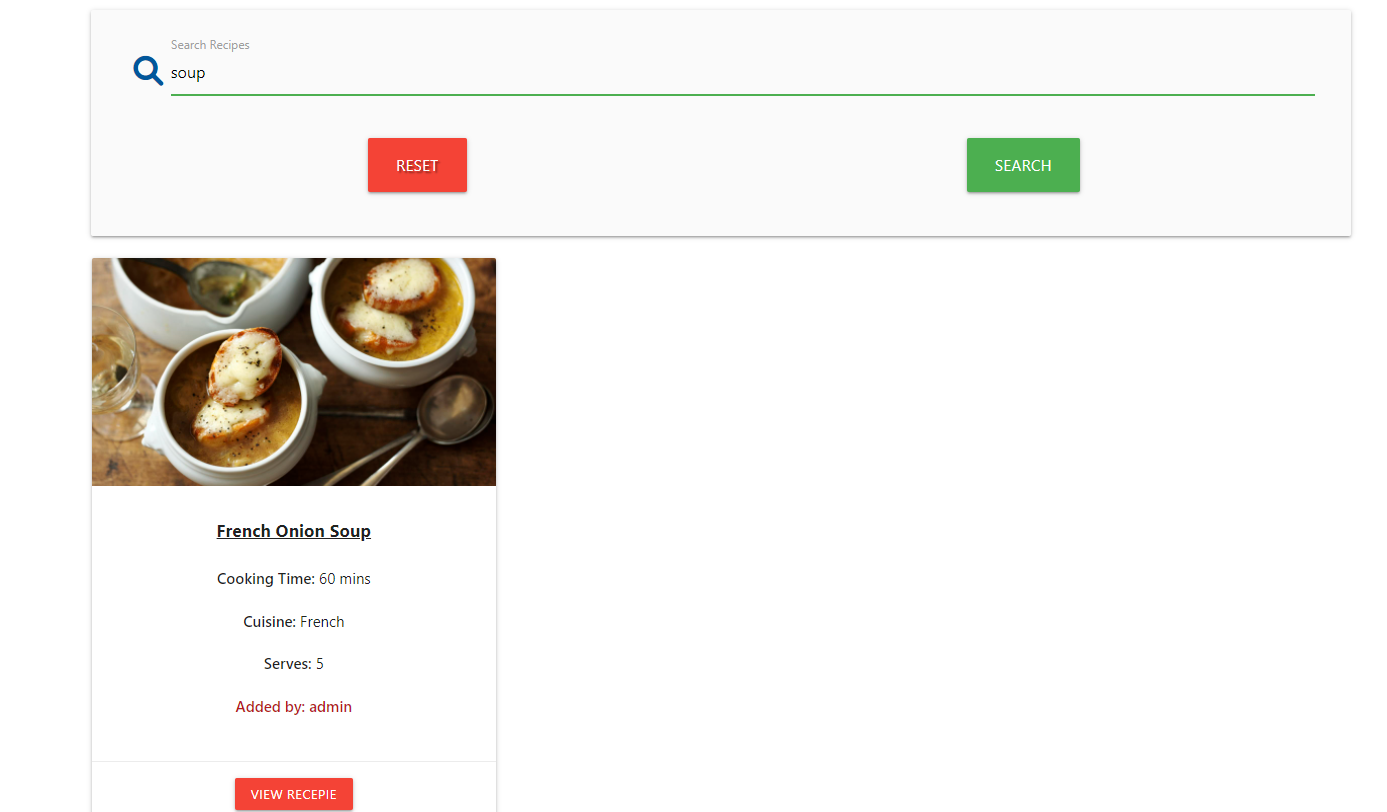 Search Recipes
soup
RESET
SEARCH
French Onion Soup
Cooking Time: 60 mins
Cuisine: French
Serves: 5
Added by: admin
VIEW RECEPIE